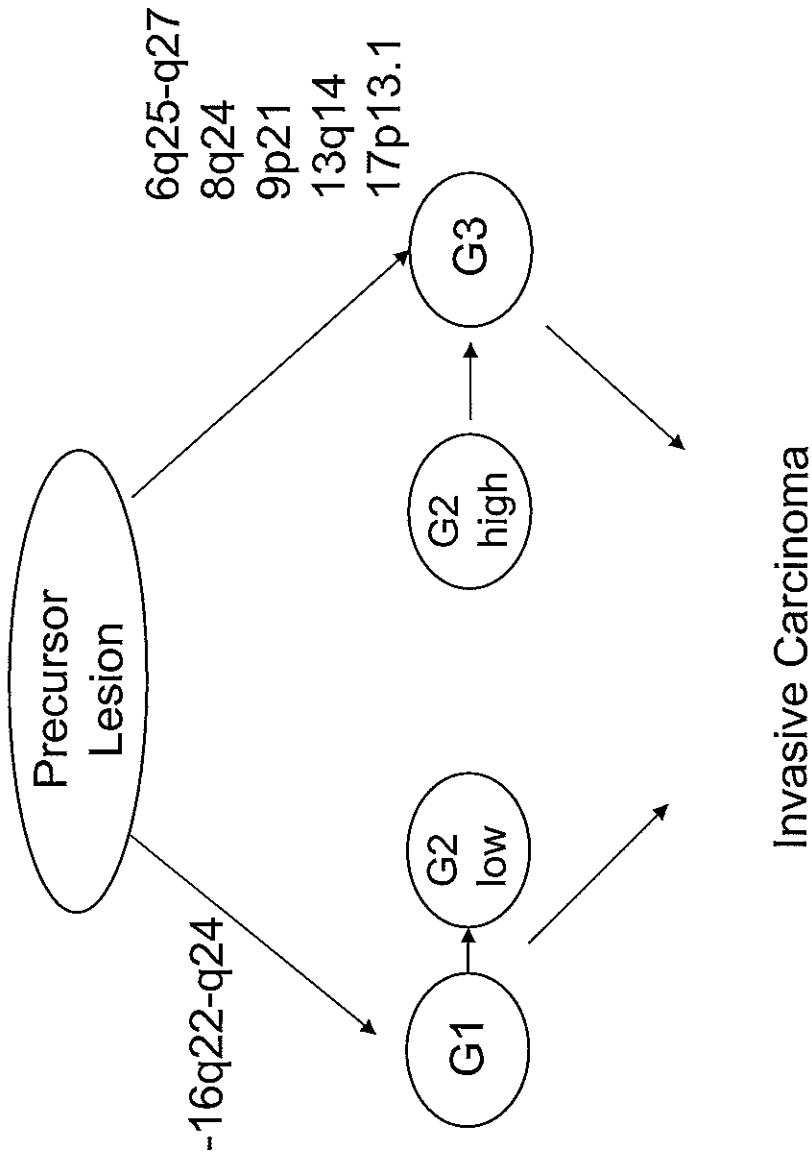 Precursor
Lesion
–16q22-q24
6q25-q27
8q24
9p21
13q14
17p13.1
G1
G2
low
G2
high
G3
Invasive Carcinoma